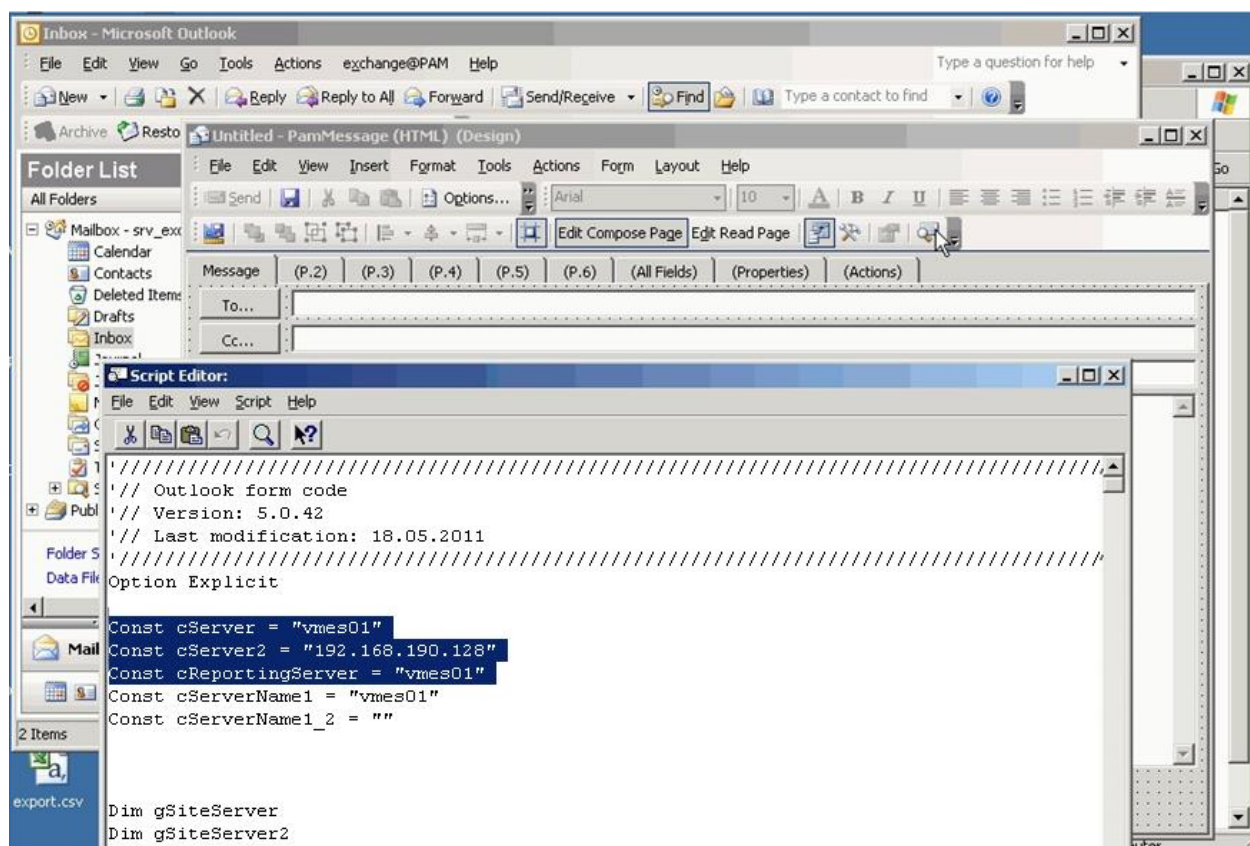 Inbox - Microsoft Outlook
File Edit View Go Tools Actions exchange@PAM Help Type a question for help
New Reply Reply to All Forward Send/Receive Find Type a contact to find
Archive Resto
Untitled - PamMessage (HTML) (Design)
Folder List
File Edit View Insert Format Tools Actions Form Layout Help
All Folders
Send Options... Arial 10 A B I U
Mailbox - srv_exc
Edit Compose Page Edit Read Page
Calendar
Contacts
Message (P.2) (P.3) (P.4) (P.5) (P.6) (All Fields) (Properties) (Actions)
Deleted Items
To...
Drafts
Inbox
Cc...
Script Editor:
File Edit View Script Help
Publ
Folder S
Data File
Mail
2 Items
export.csv
'///////////////////////////////////////////////////////////////////////////////////////
'// Outlook form code
'// Version: 5.0.42
'// Last modification: 18.05.2011
'///////////////////////////////////////////////////////////////////////////////////////
Option Explicit
Const cServer = "vmes01"
Const cServer2 = "192.168.190.128"
Const cReportingServer = "vmes01"
Const cServerName1 = "vmes01"
Const cServerName1_2 = ""
Dim gSiteServer
Dim gSiteServer2